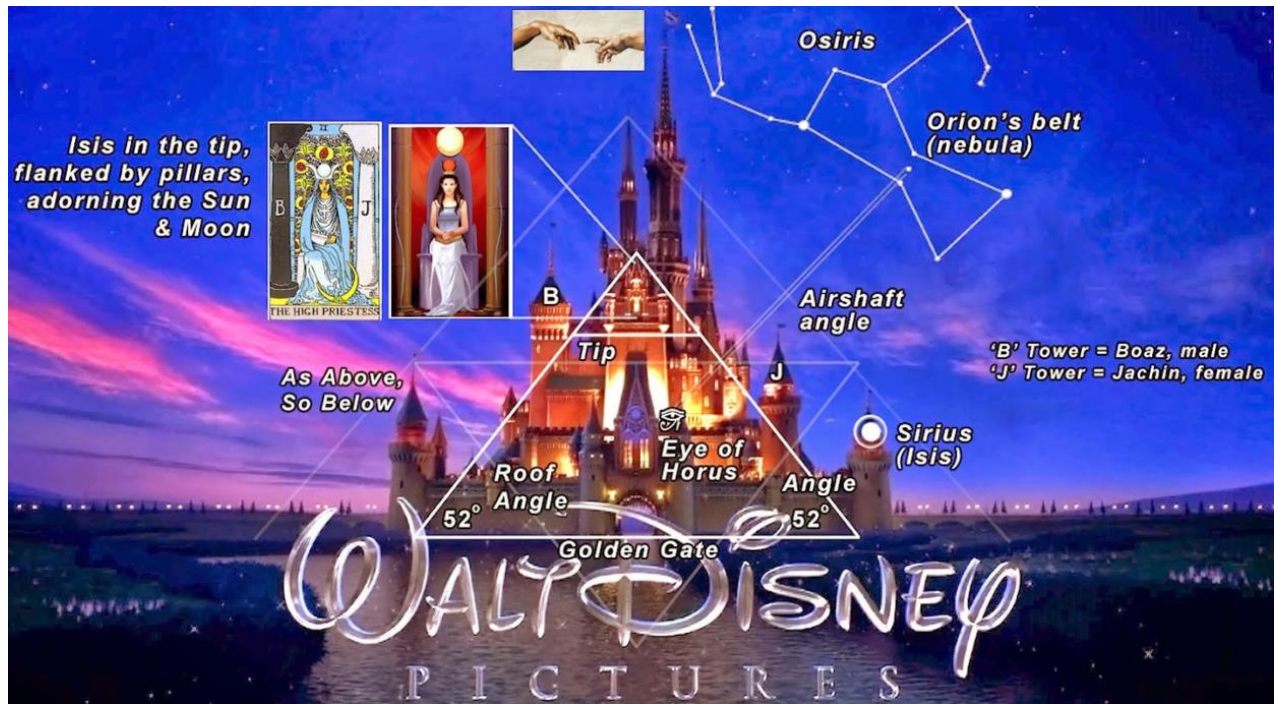 Osiris
Orion's belt
(nebula)
Isis in the tip,
flanked by pillars,
adorning the Sun
& Moon
II
B
J
THE HIGH PRIESTESS
B
Airshaft
angle
Tip
J
'B' Tower = Boaz, male
'J' Tower = Jachin, female
As Above,
So Below
Eye of
Horus
Sirius
(Isis)
Roof
Angle
52°
Angle
52°
Golden Gate
WALT DISNEY
PICTURES